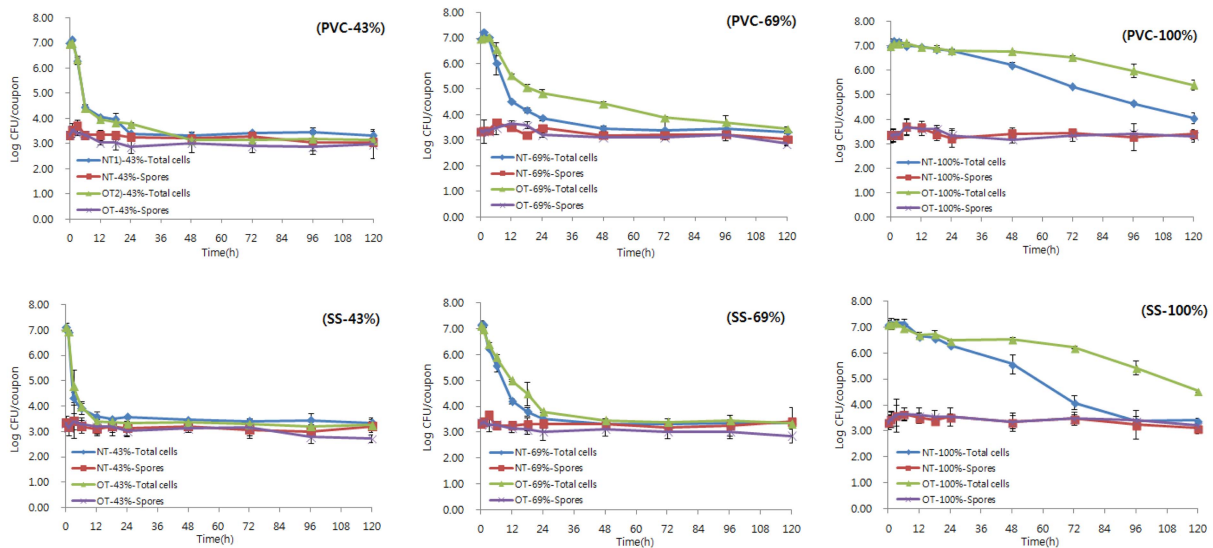 (PVC-43%)
8.00
7.00
6.00
5.00
4.00
3.00
2.00
1.00
0.00
Log CFU/coupon
NT1)-43%-Total cells
NT-43%-Spores
OT2)-43%-Total cells
OT-43%-Spores
0 12 24 36 48 60 72 84 96 108 120
Time(h)
(PVC-69%)
8.00
7.00
6.00
5.00
4.00
3.00
2.00
1.00
0.00
Log CFU/coupon
NT-69%-Total cells
NT-69%-Spores
OT-69%-Total cells
OT-69%-Spores
0 12 24 36 48 60 72 84 96 108 120
Time(h)
(PVC-100%)
8.00
7.00
6.00
5.00
4.00
3.00
2.00
1.00
0.00
Log CFU/coupon
NT-100%-Total cells
NT-100%-Spores
OT-100%-Total cells
OT-100%-Spores
0 12 24 36 48 60 72 84 96 108 120
Time(h)
(SS-43%)
8.00
7.00
6.00
5.00
4.00
3.00
2.00
1.00
0.00
Log CFU/coupon
NT-43%-Total cells
NT-43%-Spores
OT-43%-Total cells
OT-43%-Spores
0 12 24 36 48 60 72 84 96 108 120
Time(h)
(SS-69%)
8.00
7.00
6.00
5.00
4.00
3.00
2.00
1.00
0.00
Log CFU/coupon
NT-69%-Total cells
NT-69%-Spores
OT-69%-Total cells
OT-69%-Spores
0 12 24 36 48 60 72 84 96 108 120
Time(h)
(SS-100%)
8.00
7.00
6.00
5.00
4.00
3.00
2.00
1.00
0.00
Log CFU/coupon
NT-100%-Total cells
NT-100%-Spores
OT-100%-Total cells
OT-100%-Spores
0 12 24 36 48 60 72 84 96 108 120
Time(h)